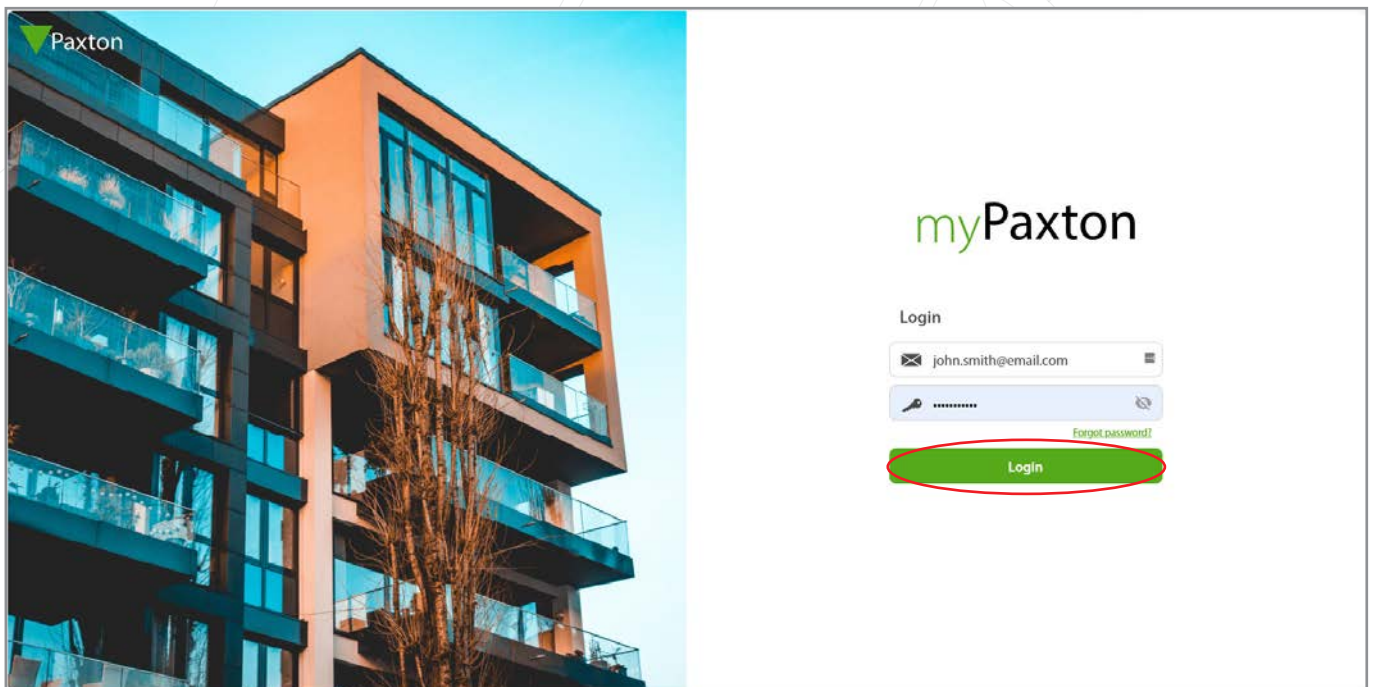 Paxton
myPaxton
Login
john.smith@email.com
•••••••••••
Forgot password?
Login